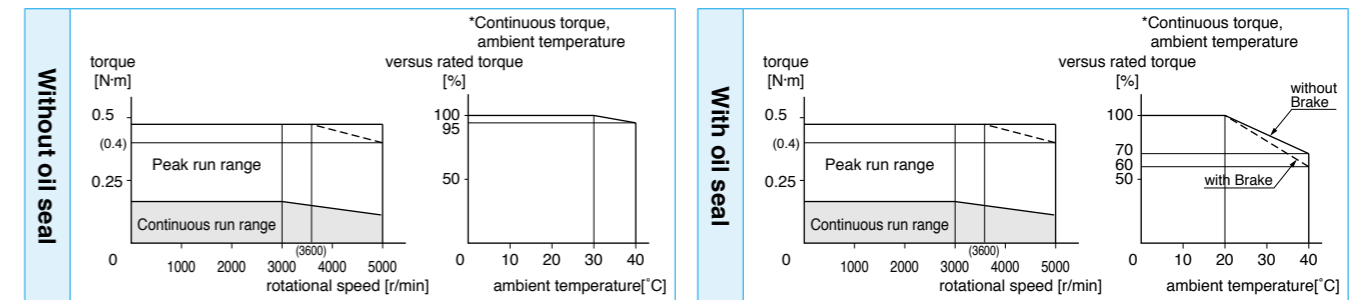 Without oil seal
torque
[N·m]
0.5
(0.4)
0.25
0
Peak run range
Continuous run range
(3600)
1000 2000 3000 4000 5000
rotational speed [r/min]
*Continuous torque,
ambient temperature
versus rated torque
[%]
100
95
50
0 10 20 30 40
ambient temperature[˚C]
With oil seal
torque
[N·m]
0.5
(0.4)
0.25
0
Peak run range
Continuous run range
(3600)
1000 2000 3000 4000 5000
rotational speed [r/min]
*Continuous torque,
ambient temperature
versus rated torque
[%]
without
Brake
100
70
60
50
with Brake
0 10 20 30 40
ambient temperature[˚C]